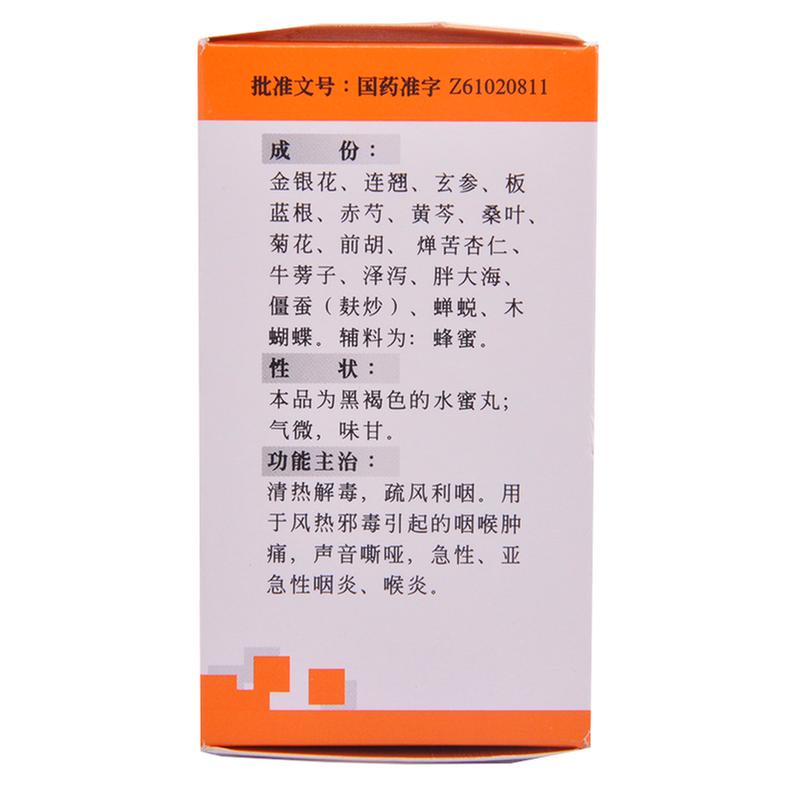 批准文号：国药准字 Z61020811
成　　份：
金银花、连翘、玄参、板
蓝根、赤芍、黄芩、桑叶、
菊花、前胡、燀苦杏仁、
牛蒡子、泽泻、胖大海、
僵蚕（麸炒）、蝉蜕、木
蝴蝶。辅料为：蜂蜜。
性　　状：
本品为黑褐色的水蜜丸；
气微，味甘。
功能主治：
清热解毒，疏风利咽。用
于风热邪毒引起的咽喉肿
痛，声音嘶哑，急性、亚
急性咽炎、喉炎。